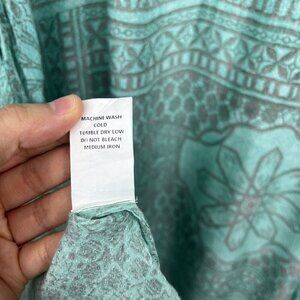 MACHINE WASH
COLD
TUMBLE DRY LOW
DO NOT BLEACH
MEDIUM IRON